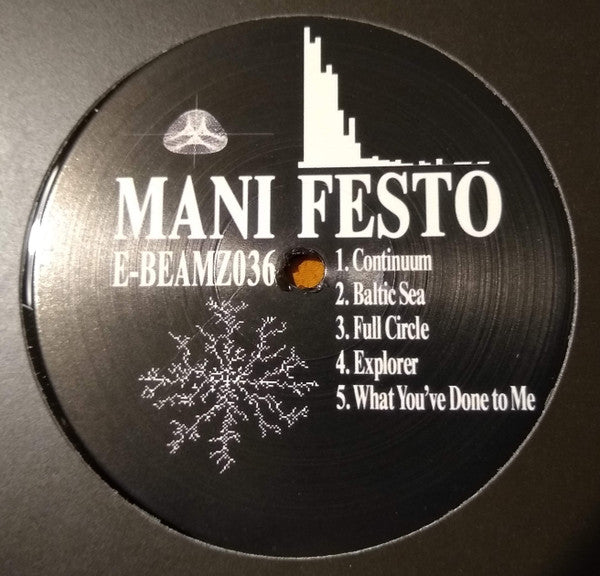 MANI FESTO
E-BEAMZ036
1. Continuum
2. Baltic Sea
3. Full Circle
4. Explorer
5. What You've Done to Me